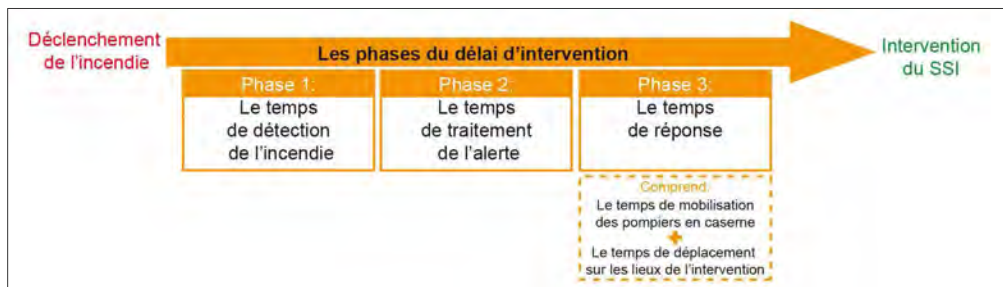 Déclenchement
de l'incendie
Les phases du délai d'intervention
Intervention
du SSI
Phase 1:
Le temps
de détection
de l'incendie
Phase 2:
Le temps
de traitement
de l'alerte
Phase 3:
Le temps
de réponse
Comprend:
Le temps de mobilisation
des pompiers en caserne
+
Le temps de déplacement
sur les lieux de l'intervention